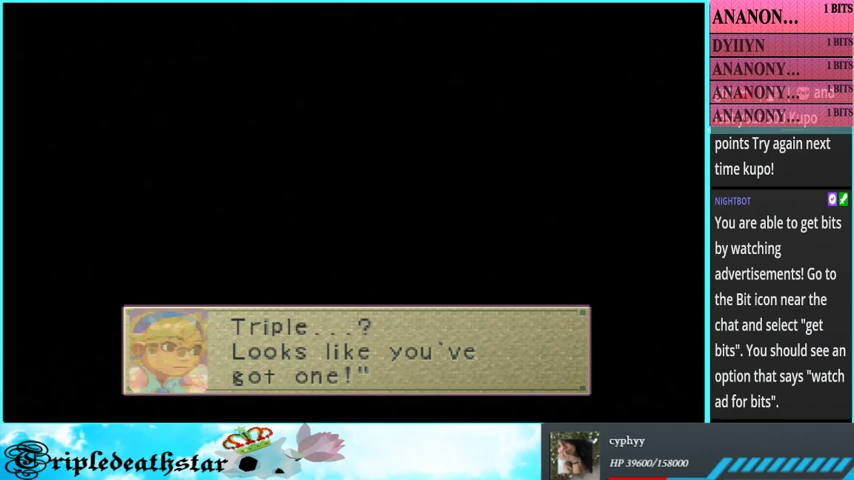 Triple...?
Looks like you've
got one!"
ANANON...
1 BITS
DYIIYN
1 BITS
ANANONY...
1 BITS
ANANONY...
1 BITS
and
ANANONY...
1 BITS
Kupo
points Try again next
time kupo!
NIGHTBOT
You are able to get bits
by watching
advertisements! Go to
the Bit icon near the
chat and select "get
bits". You should see an
option that says "watch
ad for bits".
Tripledeathstar
cyphyy
HP 39600/158000